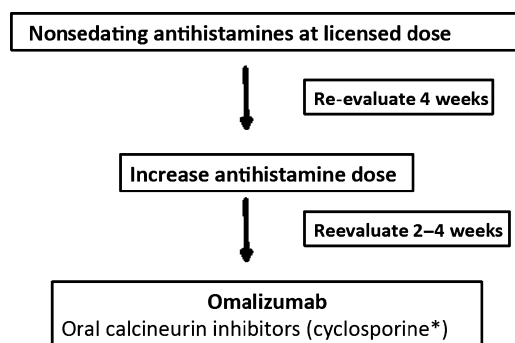 Nonsedating antihistamines at licensed dose
Re-evaluate 4 weeks
Increase antihistamine dose
Reevaluate 2–4 weeks
Omalizumab
Oral calcineurin inhibitors (cyclosporine*)